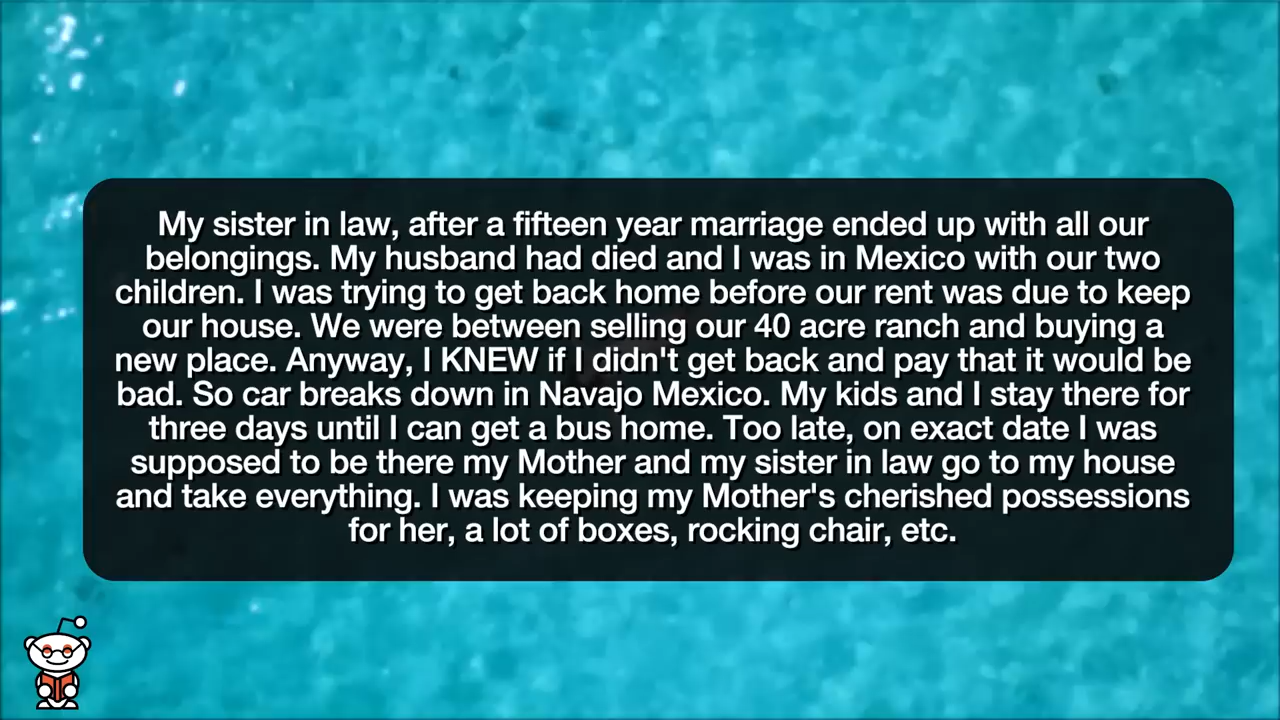 My sister in law, after a fifteen year marriage ended up with all our
belongings. My husband had died and I was in Mexico with our two
children. I was trying to get back home before our rent was due to keep
our house. We were between selling our 40 acre ranch and buying a
new place. Anyway, I KNEW if I didn't get back and pay that it would be
bad. So car breaks down in Navajo Mexico. My kids and I stay there for
three days until I can get a bus home. Too late, on exact date I was
supposed to be there my Mother and my sister in law go to my house
and take everything. I was keeping my Mother's cherished possessions
for her, a lot of boxes, rocking chair, etc.